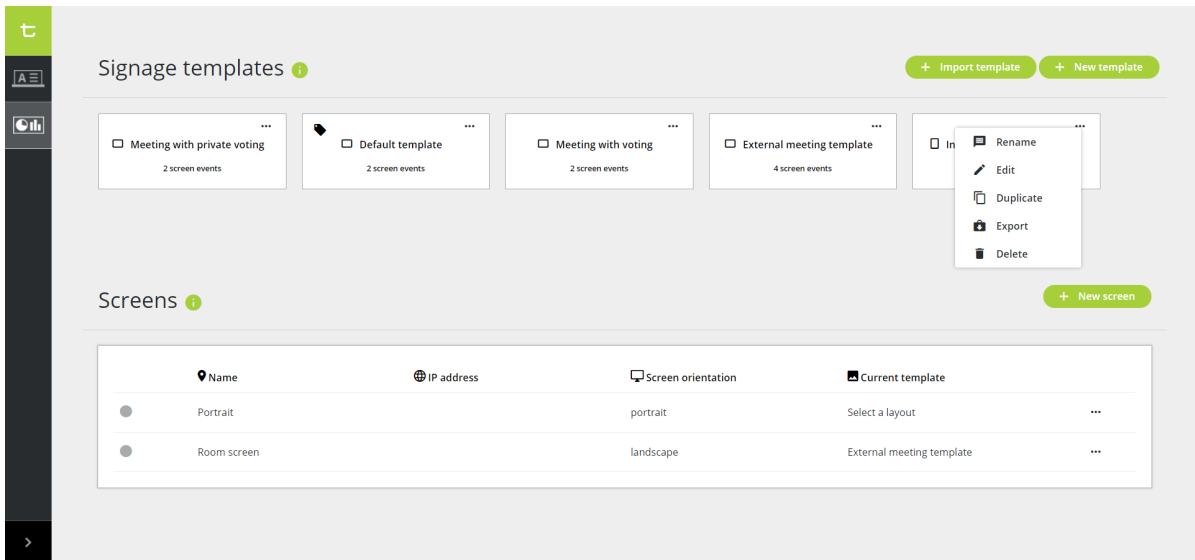 t
A
Signage templates
+ Import template
+ New template
Meeting with private voting
2 screen events
Default template
2 screen events
Meeting with voting
2 screen events
External meeting template
4 screen events
In
Rename
Edit
Duplicate
Export
Delete
Screens
+ New screen
Name IP address Screen orientation Current template
Portrait portrait Select a layout
Room screen landscape External meeting template